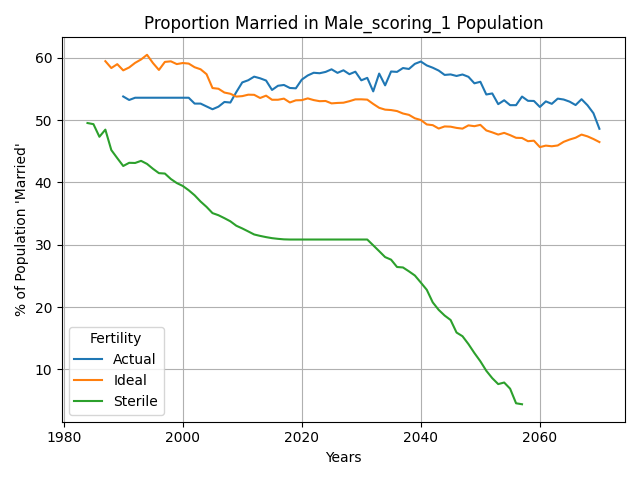 Proportion Married in Male_scoring_1 Population
% of Population 'Married'
60
50
40
30
20
10
Fertility
Actual
Ideal
Sterile
1980 2000 2020 2040 2060
Years